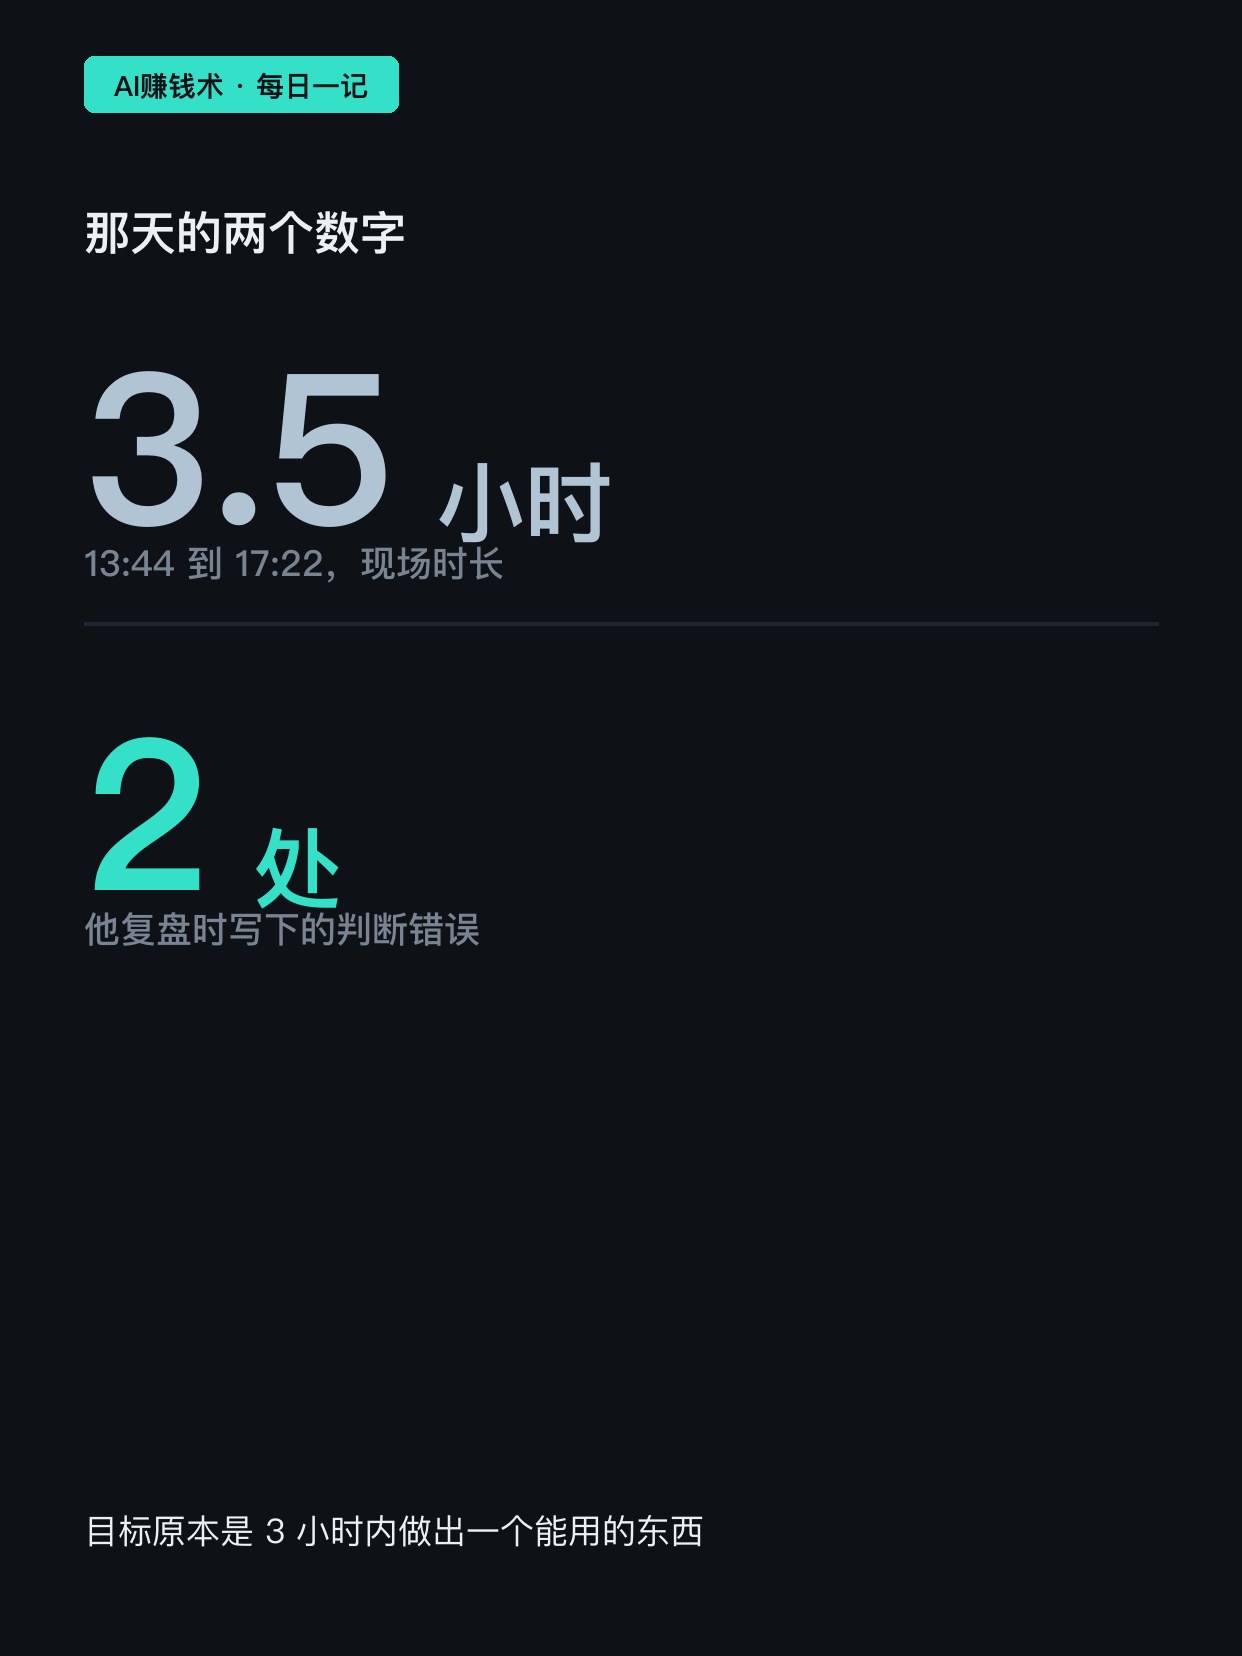 AI赚钱术 · 每日一记
那天的两个数字
3.5 小时
13:44 到 17:22，现场时长
2 处
他复盘时写下的判断错误
目标原本是 3 小时内做出一个能用的东西